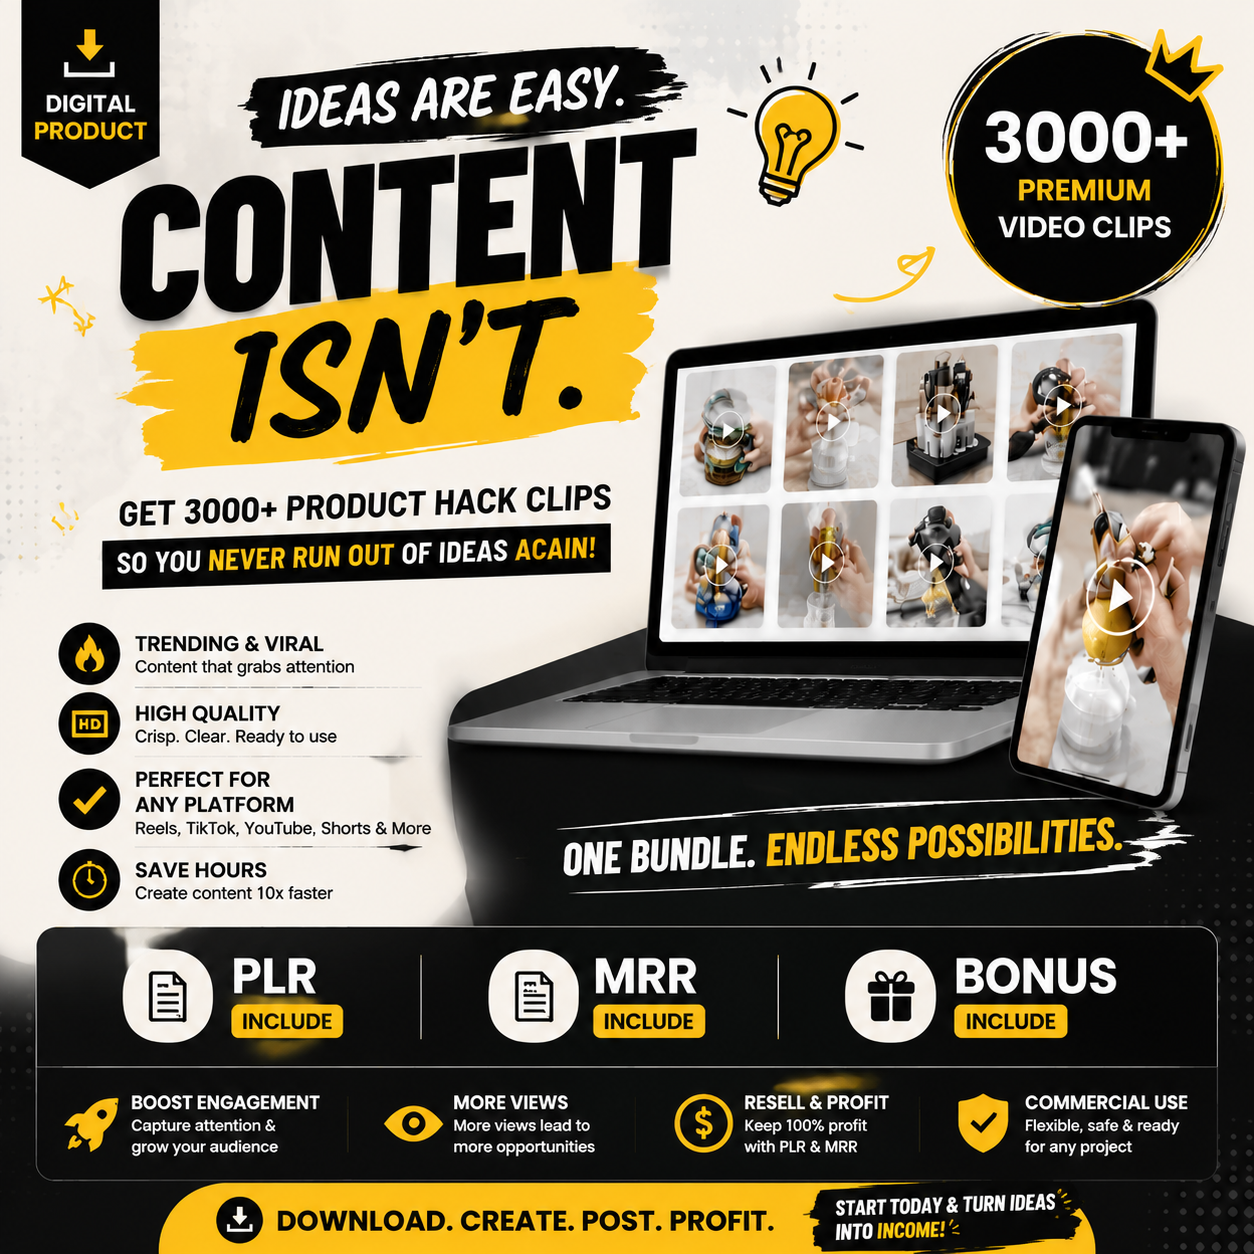 DIGITAL
PRODUCT
IDEAS ARE EASY.
CONTENT
ISN'T.
3000+
PREMIUM
VIDEO CLIPS
GET 3000+ PRODUCT HACK CLIPS
SO YOU NEVER RUN OUT OF IDEAS ACAIN!
TRENDING & VIRAL
Content that grabs attention
HD
HIGH QUALITY
Crisp. Clear. Ready to use
PERFECT FOR
ANY PLATFORM
Reels, TikTok, YouTube, Shorts & More
SAVE HOURS
Create content 10x faster
ONE BUNDLE. ENDLESS POSSIBILITIES.
PLR
INCLUDE
MRR
INCLUDE
BONUS
INCLUDE
BOOST ENGAGEMENT
Capture attention &
grow your audience
MORE VIEWS
More views lead to
more opportunities
$
RESELL & PROFIT
Keep 100% profit
with PLR & MRR
COMMERCIAL USE
Flexible, safe & ready
for any project
DOWNLOAD. CREATE. POST. PROFIT.
START TODAY & TURN IDEAS
INTO INCOME!